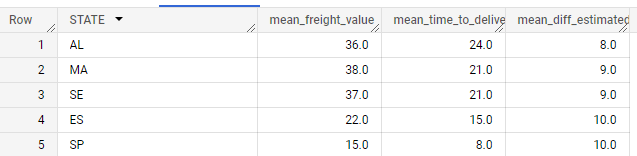 Row STATE mean_freight_value mean_time_to_delive mean_diff_estimated
1 AL 36.0 24.0 8.0
2 MA 38.0 21.0 9.0
3 SE 37.0 21.0 9.0
4 ES 22.0 15.0 10.0
5 SP 15.0 8.0 10.0